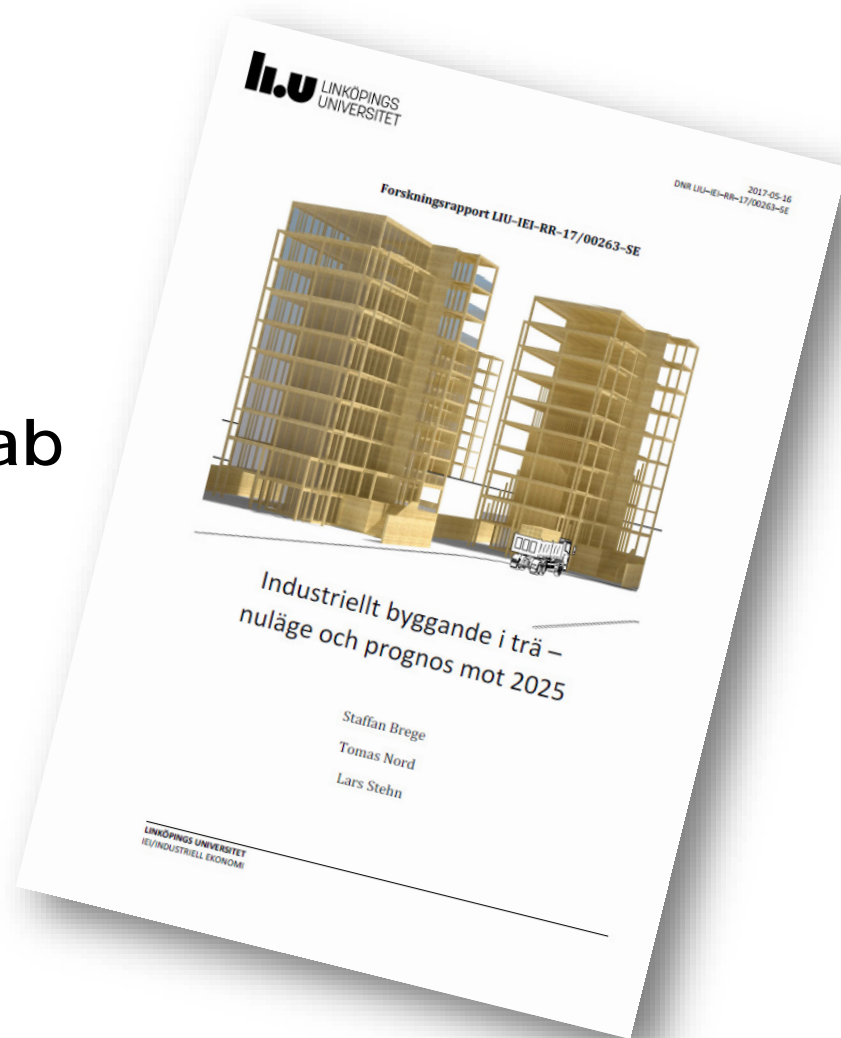 li.u LINKÖPINGS
UNIVERSITET
2017-05-16
DNR LIU–IEI–RR–17/00263–SE
Forskningsrapport LIU–IEI–RR–17/00263–SE
ab
Industriellt byggande i trä –
nuläge och prognos mot 2025
Staffan Brege
Tomas Nord
Lars Stehn
LINKÖPINGS UNIVERSITET
IEI/INDUSTRIELL EKONOMI